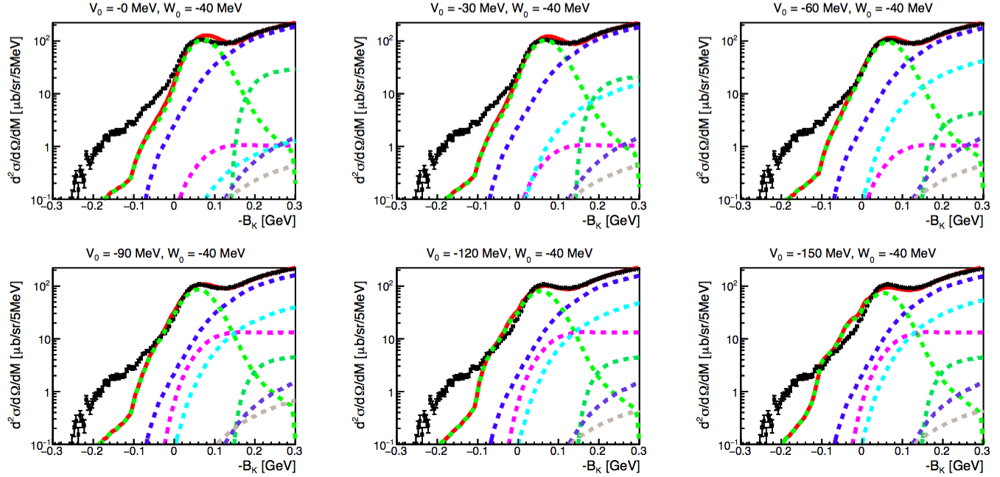 V₀ = -0 MeV, W₀ = -40 MeV
d²σ/dΩ/dM [μb/sr/5MeV]
10²
10
1
10⁻¹
−0.3 −0.2 −0.1 0 0.1 0.2 0.3
-B_K [GeV]
V₀ = -30 MeV, W₀ = -40 MeV
d²σ/dΩ/dM [μb/sr/5MeV]
10²
10
1
10⁻¹
−0.3 −0.2 −0.1 0 0.1 0.2 0.3
-B_K [GeV]
V₀ = -60 MeV, W₀ = -40 MeV
d²σ/dΩ/dM [μb/sr/5MeV]
10²
10
1
10⁻¹
−0.3 −0.2 −0.1 0 0.1 0.2 0.3
-B_K [GeV]
V₀ = -90 MeV, W₀ = -40 MeV
d²σ/dΩ/dM [μb/sr/5MeV]
10²
10
1
10⁻¹
−0.3 −0.2 −0.1 0 0.1 0.2 0.3
-B_K [GeV]
V₀ = -120 MeV, W₀ = -40 MeV
d²σ/dΩ/dM [μb/sr/5MeV]
10²
10
1
10⁻¹
−0.3 −0.2 −0.1 0 0.1 0.2 0.3
-B_K [GeV]
V₀ = -150 MeV, W₀ = -40 MeV
d²σ/dΩ/dM [μb/sr/5MeV]
10²
10
1
10⁻¹
−0.3 −0.2 −0.1 0 0.1 0.2 0.3
-B_K [GeV]